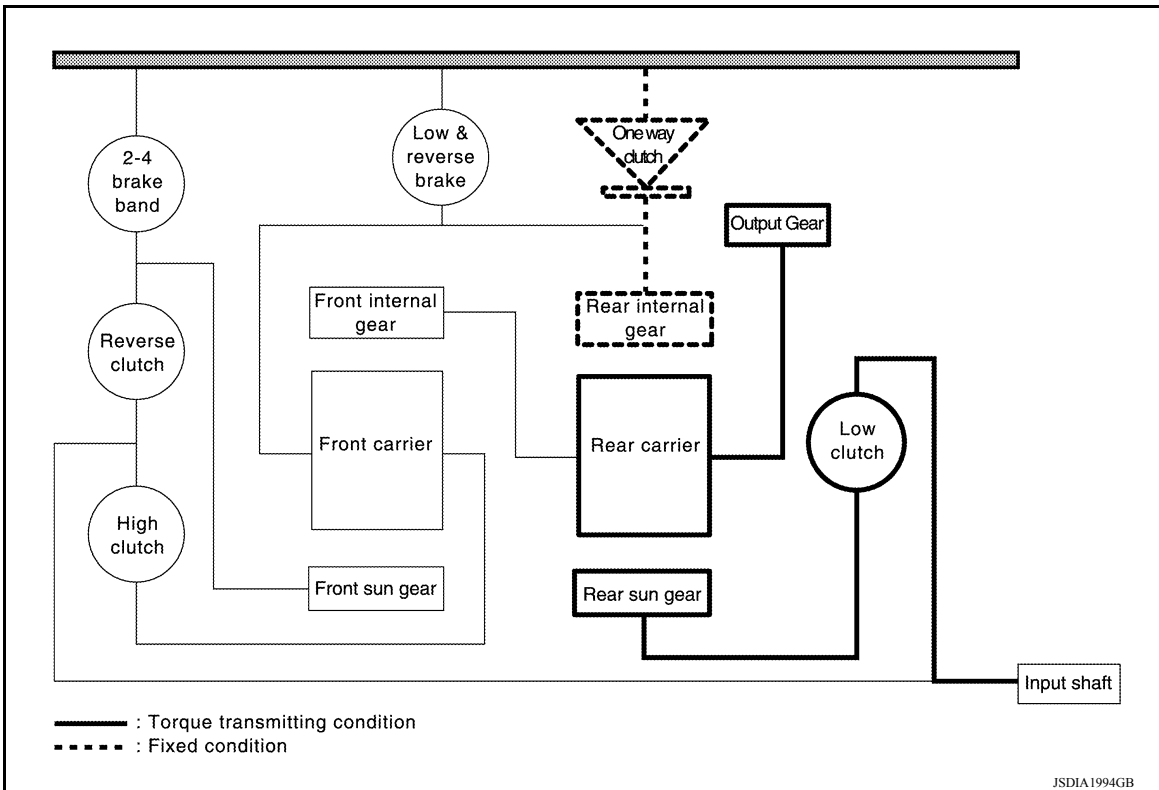 2-4
brake
band
Low &
reverse
brake
One way
clutch
Output Gear
Front internal
gear
Rear internal
gear
Reverse
clutch
Front carrier
Rear carrier
Low
clutch
High
clutch
Front sun gear
Rear sun gear
Input shaft
: Torque transmitting condition
: Fixed condition
JSDIA1994GB